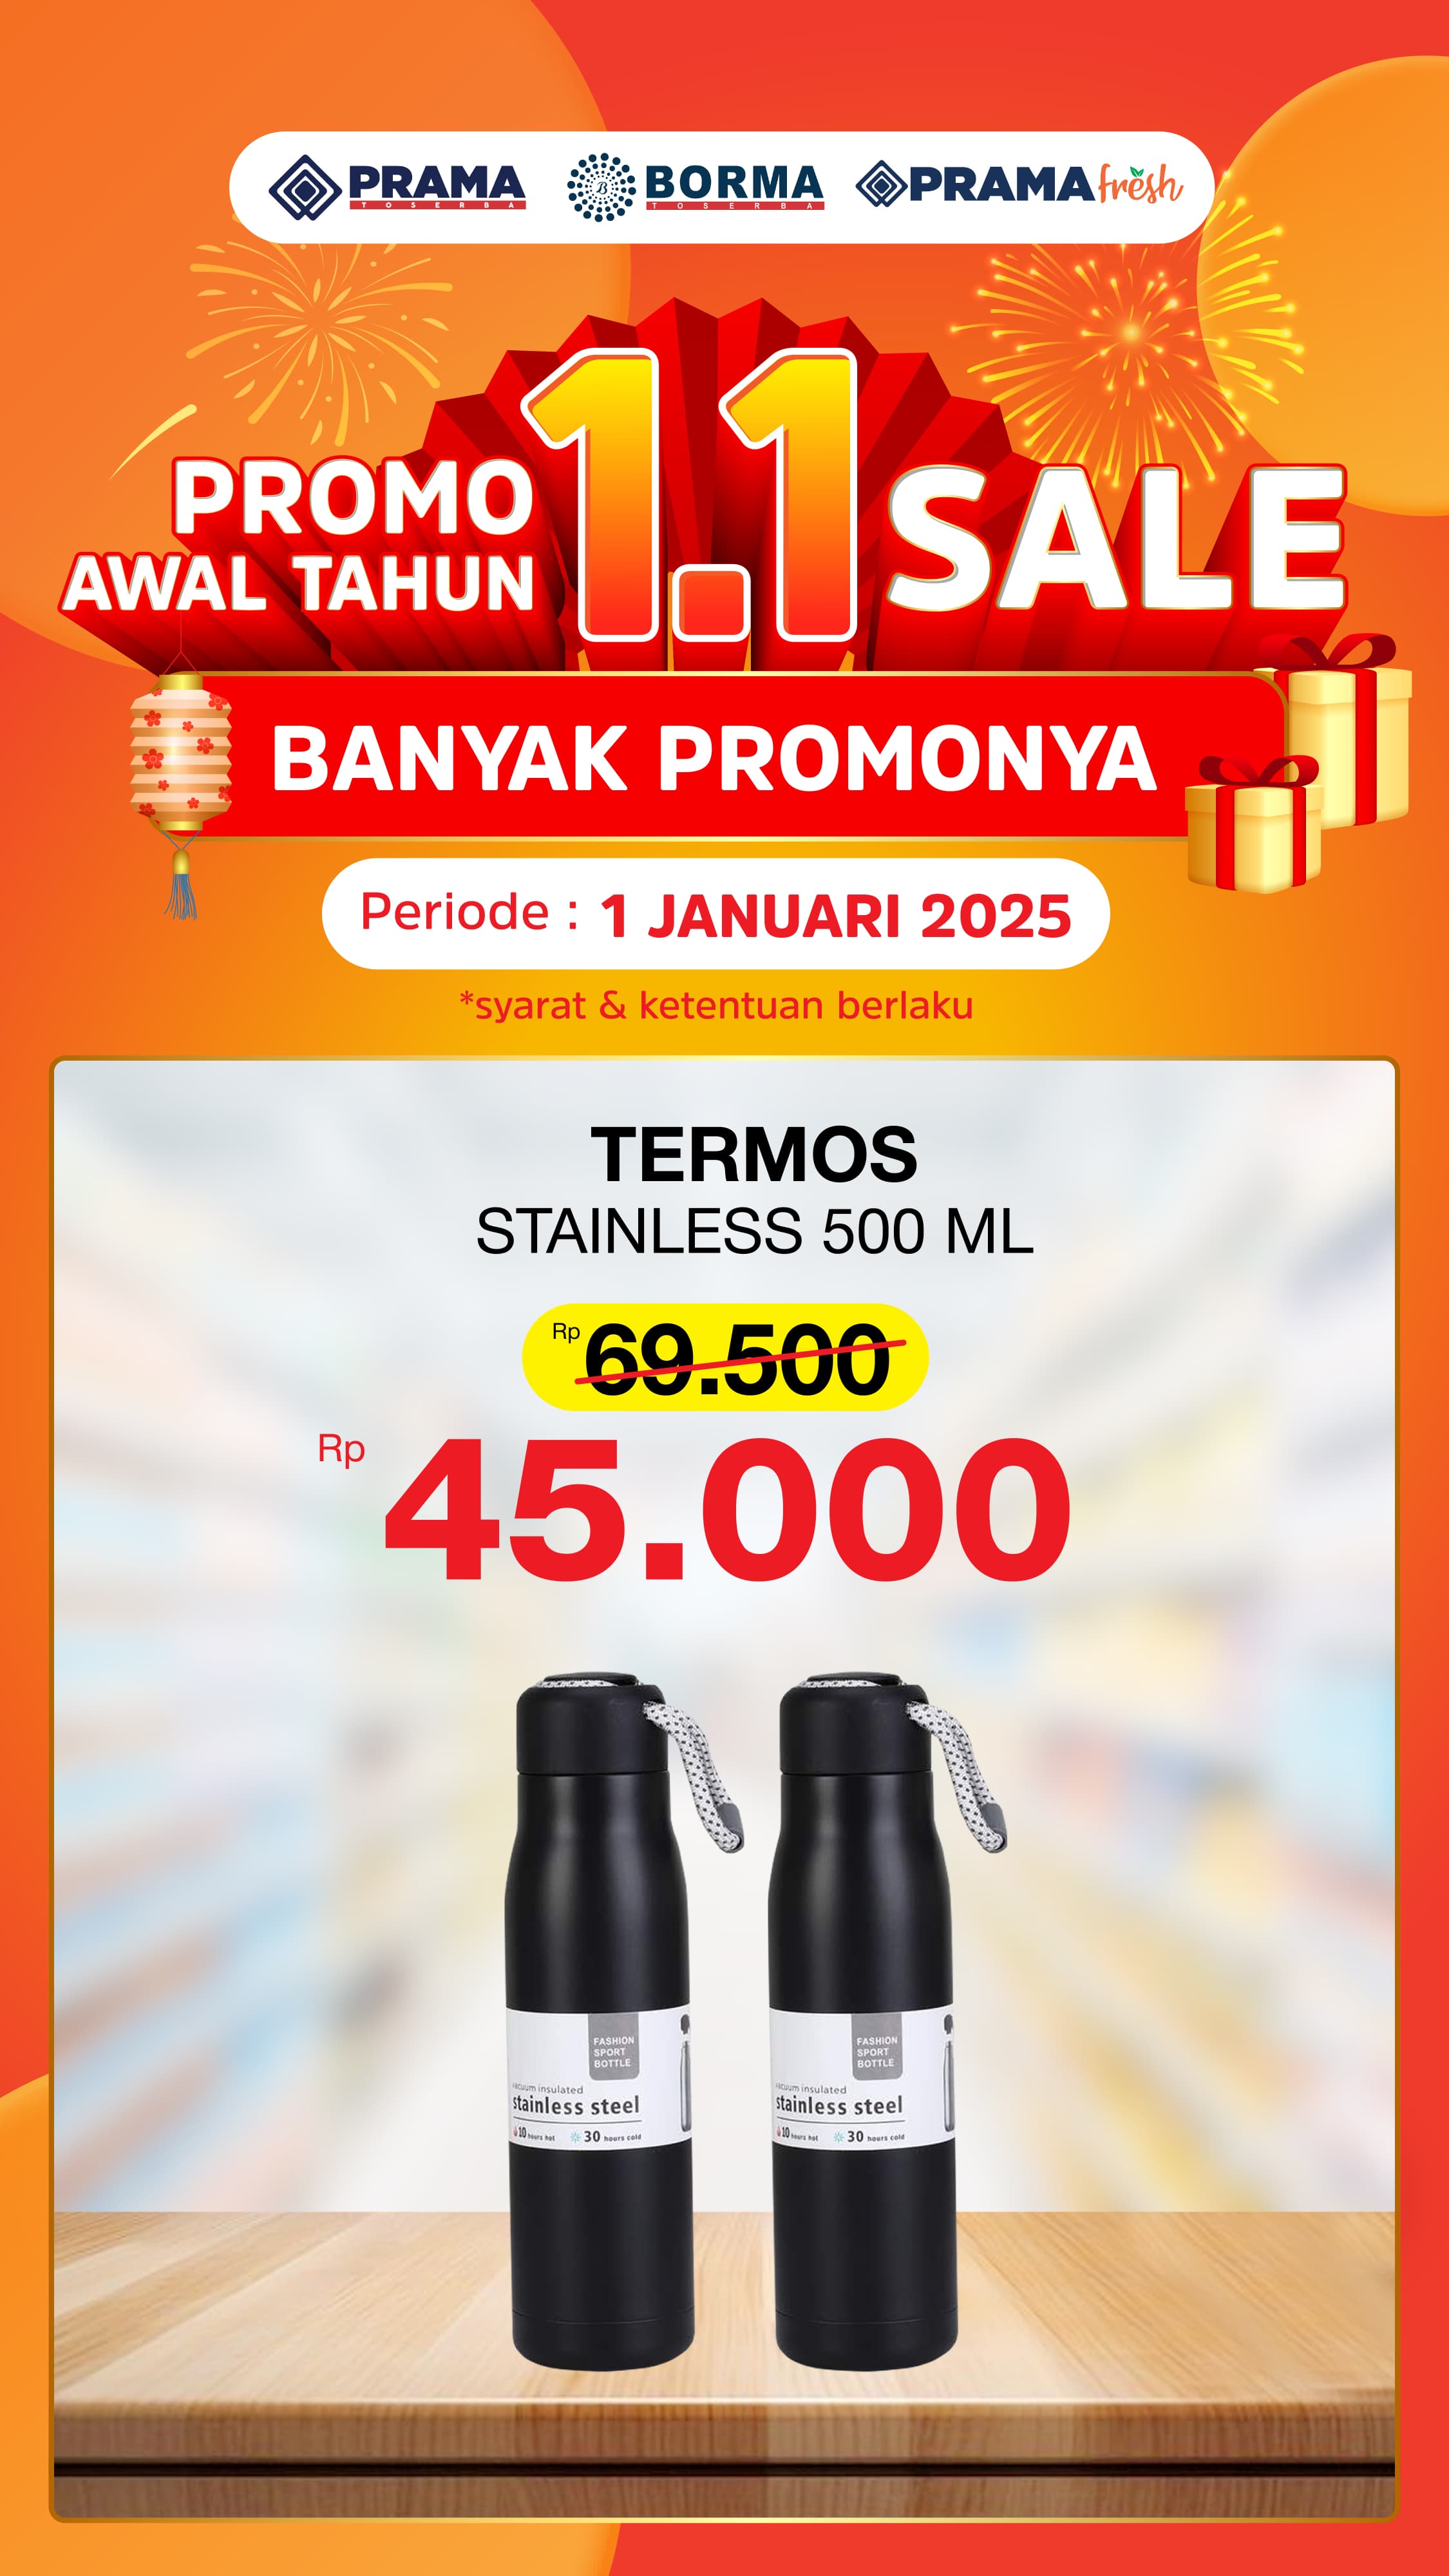 PRAMA
TOSERBA
BORMA
TOSERBA
PRAMA fresh
PROMO
AWAL TAHUN
1.1 SALE
BANYAK PROMONYA
Periode : 1 JANUARI 2025
*syarat & ketentuan berlaku
TERMOS
STAINLESS 500 ML
Rp 69.500
Rp 45.000
FASHION
SPORT
BOTTLE
vacuum insulated
stainless steel
10 hours hot 30 hours cold
FASHION
SPORT
BOTTLE
vacuum insulated
stainless steel
10 hours hot 30 hours cold